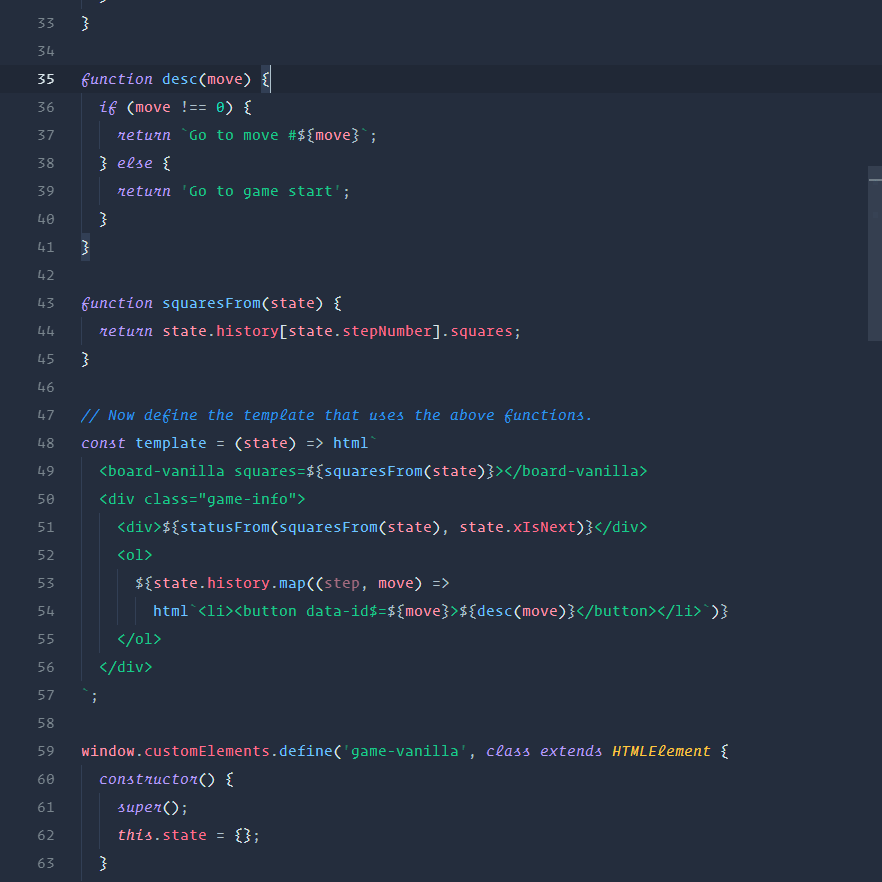 33 }
34
35 function desc(move) {
36   if (move !== 0) {
37     return `Go to move #${move}`;
38   } else {
39     return 'Go to game start';
40   }
41 }
42
43 function squaresFrom(state) {
44   return state.history[state.stepNumber].squares;
45 }
46
47 // Now define the template that uses the above functions.
48 const template = (state) => html`
49   <board-vanilla squares=${squaresFrom(state)}></board-vanilla>
50   <div class="game-info">
51     <div>${statusFrom(squaresFrom(state), state.xIsNext)}</div>
52     <ol>
53       ${state.history.map((step, move) =>
54         html`<li><button data-id$=${move}>${desc(move)}</button></li>`)}
55     </ol>
56   </div>
57 `;
58
59 window.customElements.define('game-vanilla', class extends HTMLElement {
60   constructor() {
61     super();
62     this.state = {};
63   }